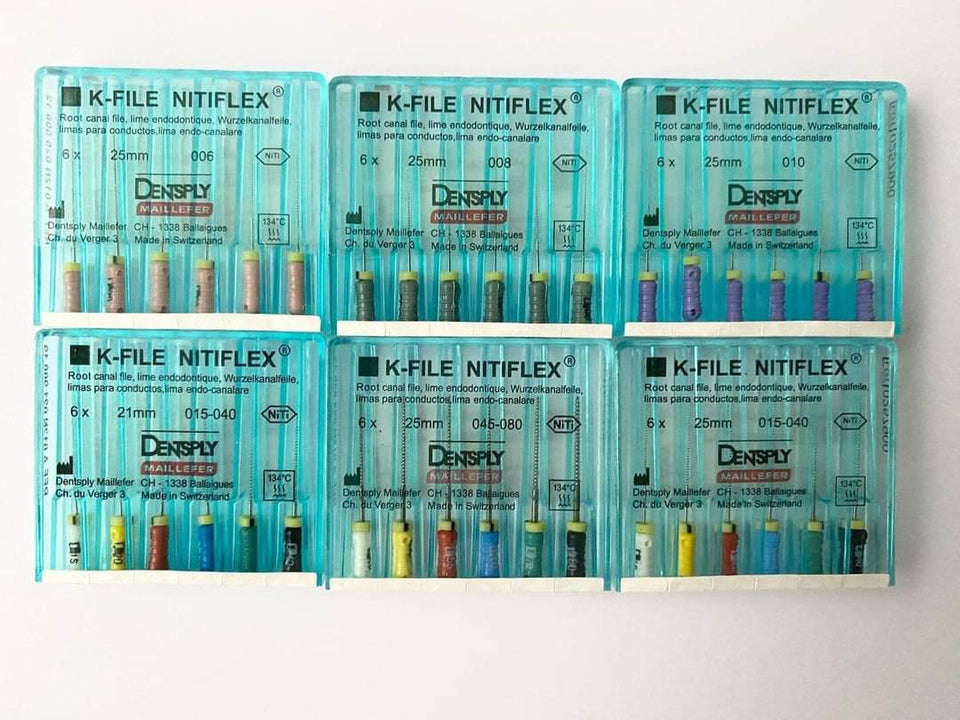 K-FILE NITIFLEX®
Root canal file, lime endodontique, Wurzelkanalfeile,
limas para conductos,lima endo-canalare
6 x 25mm 006 NiTi
DENTSPLY
MAILLEFER
134°C
Dentsply Maillefer CH - 1338 Ballaigues
Ch. du Verger 3 Made in Switzerland
K-FILE NITIFLEX®
Root canal file, lime endodontique, Wurzelkanalfeile,
limas para conductos,lima endo-canalare
6 x 25mm 008 NiTi
DENTSPLY
MAILLEFER
134°C
Dentsply Maillefer CH - 1338 Ballaigues
Ch. du Verger 3 Made in Switzerland
K-FILE NITIFLEX®
Root canal file, lime endodontique, Wurzelkanalfeile,
limas para conductos,lima endo-canalare
6 x 25mm 010 NiTi
DENTSPLY
MAILLEFER
134°C
Dentsply Maillefer CH - 1338 Ballaigues
Ch. du Verger 3 Made in Switzerland
K-FILE NITIFLEX®
Root canal file, lime endodontique, Wurzelkanalfeile,
limas para conductos,lima endo-canalare
6 x 21mm 015-040 NiTi
DENTSPLY
MAILLEFER
134°C
Dentsply Maillefer CH - 1338 Ballaigues
Ch. du Verger 3 Made in Switzerland
K-FILE NITIFLEX®
Root canal file, lime endodontique, Wurzelkanalfeile,
limas para conductos,lima endo-canalare
6 x 25mm 045-080 NiTi
DENTSPLY
MAILLEFER
134°C
Dentsply Maillefer CH - 1338 Ballaigues
Ch. du Verger 3 Made in Switzerland
K-FILE NITIFLEX®
Root canal file, lime endodontique, Wurzelkanalfeile,
limas para conductos,lima endo-canalare
6 x 25mm 015-040 NiTi
DENTSPLY
MAILLEFER
134°C
Dentsply Maillefer CH - 1338 Ballaigues
Ch. du Verger 3 Made in Switzerland